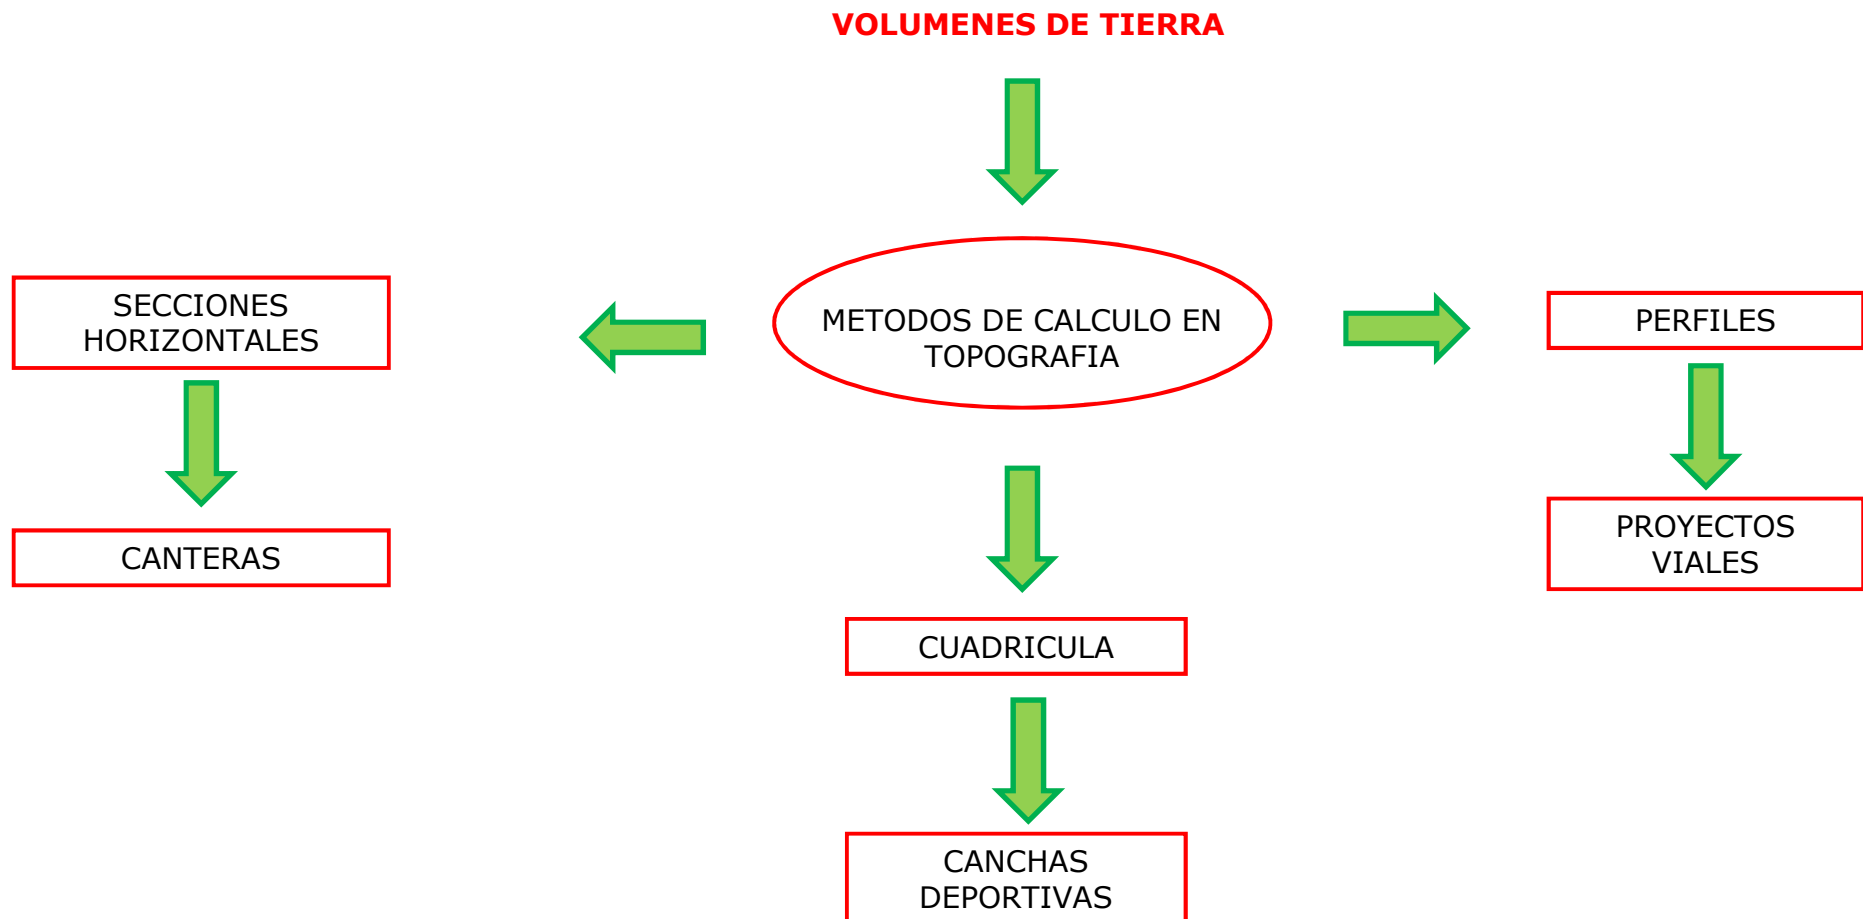 VOLUMENES DE TIERRA
SECCIONES
HORIZONTALES
METODOS DE CALCULO EN
TOPOGRAFIA
PERFILES
CANTERAS
PROYECTOS
VIALES
CUADRICULA
CANCHAS
DEPORTIVAS